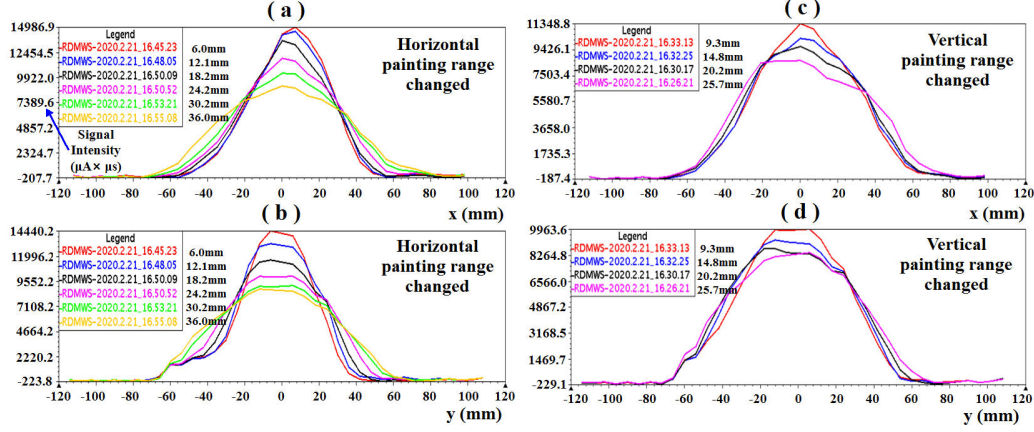 ( a )
14986.9
12454.5
9922.0
7389.6
4857.2
2324.7
-207.7
Legend
RDMWS-2020.2.21_16.45.23 6.0mm
RDMWS-2020.2.21_16.48.05 12.1mm
RDMWS-2020.2.21_16.50.09 18.2mm
RDMWS-2020.2.21_16.50.52 24.2mm
RDMWS-2020.2.21_16.53.21 30.2mm
RDMWS-2020.2.21_16.55.08 36.0mm
Signal
Intensity
(μA× μs)
Horizontal
painting range
changed
-120 -100 -80 -60 -40 -20 0 20 40 60 80 100 120
x (mm)
( c )
11348.8
9426.1
7503.4
5580.7
3658.0
1735.3
-187.4
Legend
RDMWS-2020.2.21_16.33.13 9.3mm
RDMWS-2020.2.21_16.32.25 14.8mm
RDMWS-2020.2.21_16.30.17 20.2mm
RDMWS-2020.2.21_16.26.21 25.7mm
Vertical
painting range
changed
-120 -100 -80 -60 -40 -20 0 20 40 60 80 100 120
x (mm)
( b )
14440.2
11996.2
9552.2
7108.2
4664.2
2220.2
-223.8
Legend
RDMWS-2020.2.21_16.45.23 6.0mm
RDMWS-2020.2.21_16.48.05 12.1mm
RDMWS-2020.2.21_16.50.09 18.2mm
RDMWS-2020.2.21_16.50.52 24.2mm
RDMWS-2020.2.21_16.53.21 30.2mm
RDMWS-2020.2.21_16.55.08 36.0mm
Horizontal
painting range
changed
-120 -100 -80 -60 -40 -20 0 20 40 60 80 100 120
y (mm)
( d )
9963.6
8264.8
6566.0
4867.2
3168.5
1469.7
-229.1
Legend
RDMWS-2020.2.21_16.33.13 9.3mm
RDMWS-2020.2.21_16.32.25 14.8mm
RDMWS-2020.2.21_16.30.17 20.2mm
RDMWS-2020.2.21_16.26.21 25.7mm
Vertical
painting range
changed
-120 -100 -80 -60 -40 -20 0 20 40 60 80 100 120
y (mm)